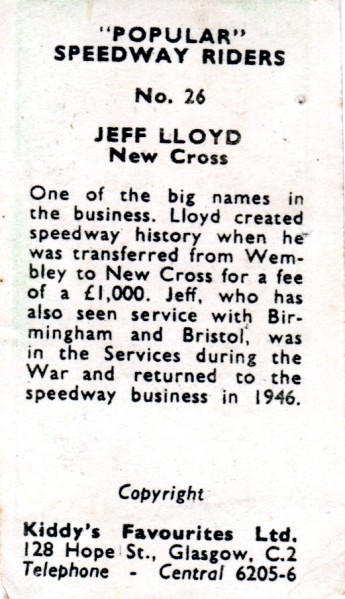 "POPULAR"
SPEEDWAY RIDERS
No. 26
JEFF LLOYD
New Cross
One of the big names in
the business. Lloyd created
speedway history when he
was transferred from Wem-
bley to New Cross for a fee
of a £1,000. Jeff, who has
also seen service with Bir-
mingham and Bristol, was
in the Services during the
War and returned to the
speedway business in 1946.
Copyright
Kiddy's Favourites Ltd.
128 Hope St., Glasgow, C.2
Telephone - Central 6205-6